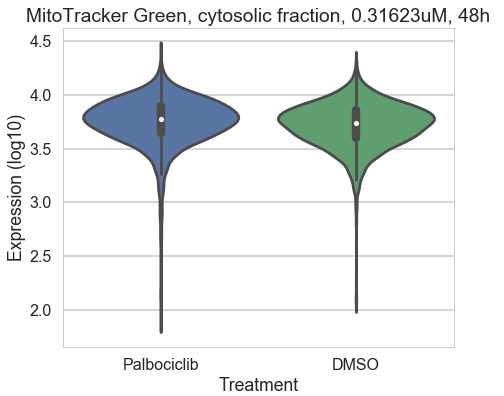 MitoTracker Green, cytosolic fraction, 0.31623uM, 48h
4.5
4.0
3.5
3.0
2.5
2.0
Expression (log10)
Palbociclib DMSO
Treatment